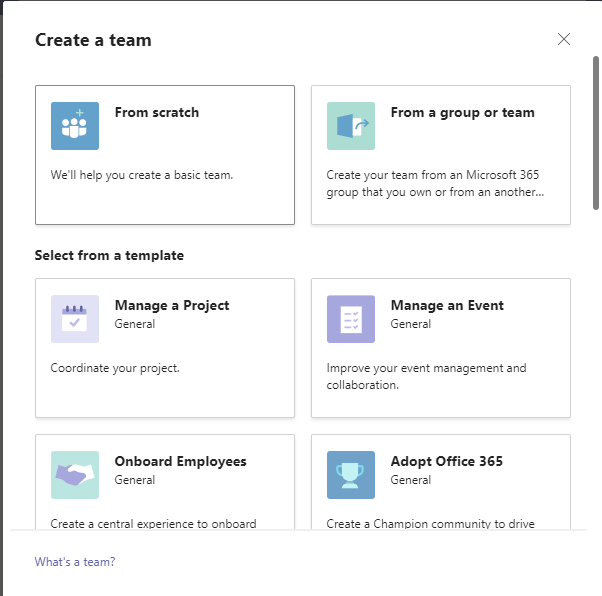 Create a team
From scratch
We'll help you create a basic team.
From a group or team
Create your team from an Microsoft 365
group that you own or from an another...
Select from a template
Manage a Project
General
Coordinate your project.
Manage an Event
General
Improve your event management and
collaboration.
Onboard Employees
General
Create a central experience to onboard
Adopt Office 365
General
Create a Champion community to drive
What's a team?